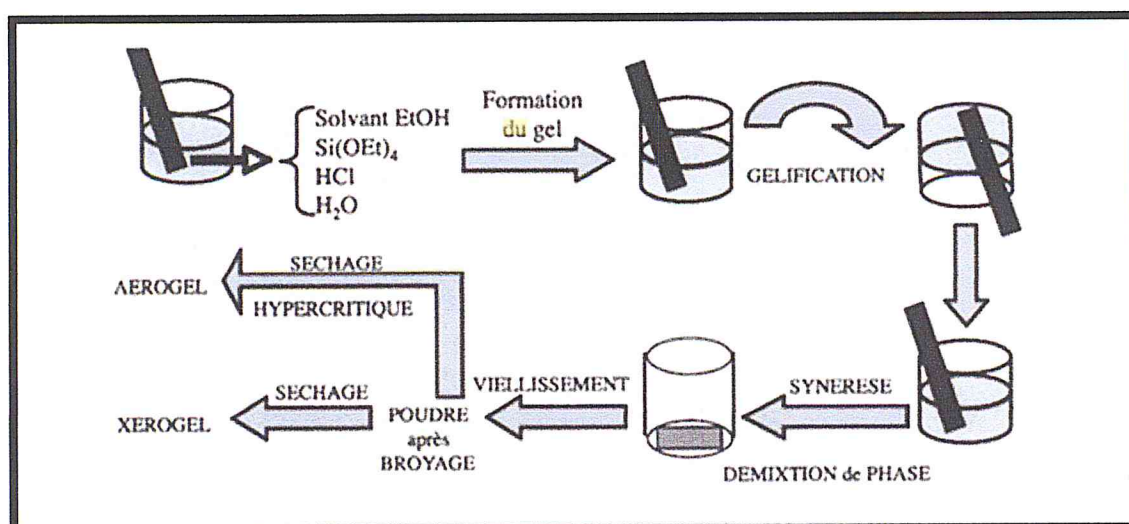 Solvant EtOH
Si(OEt)4
HCl
H2O
Formation
du gel
GELIFICATION
SYNERESE
DEMIXTION de PHASE
VIELLISSEMENT
POUDRE
après
BROYAGE
SECHAGE
HYPERCRITIQUE
AEROGEL
SECHAGE
XEROGEL